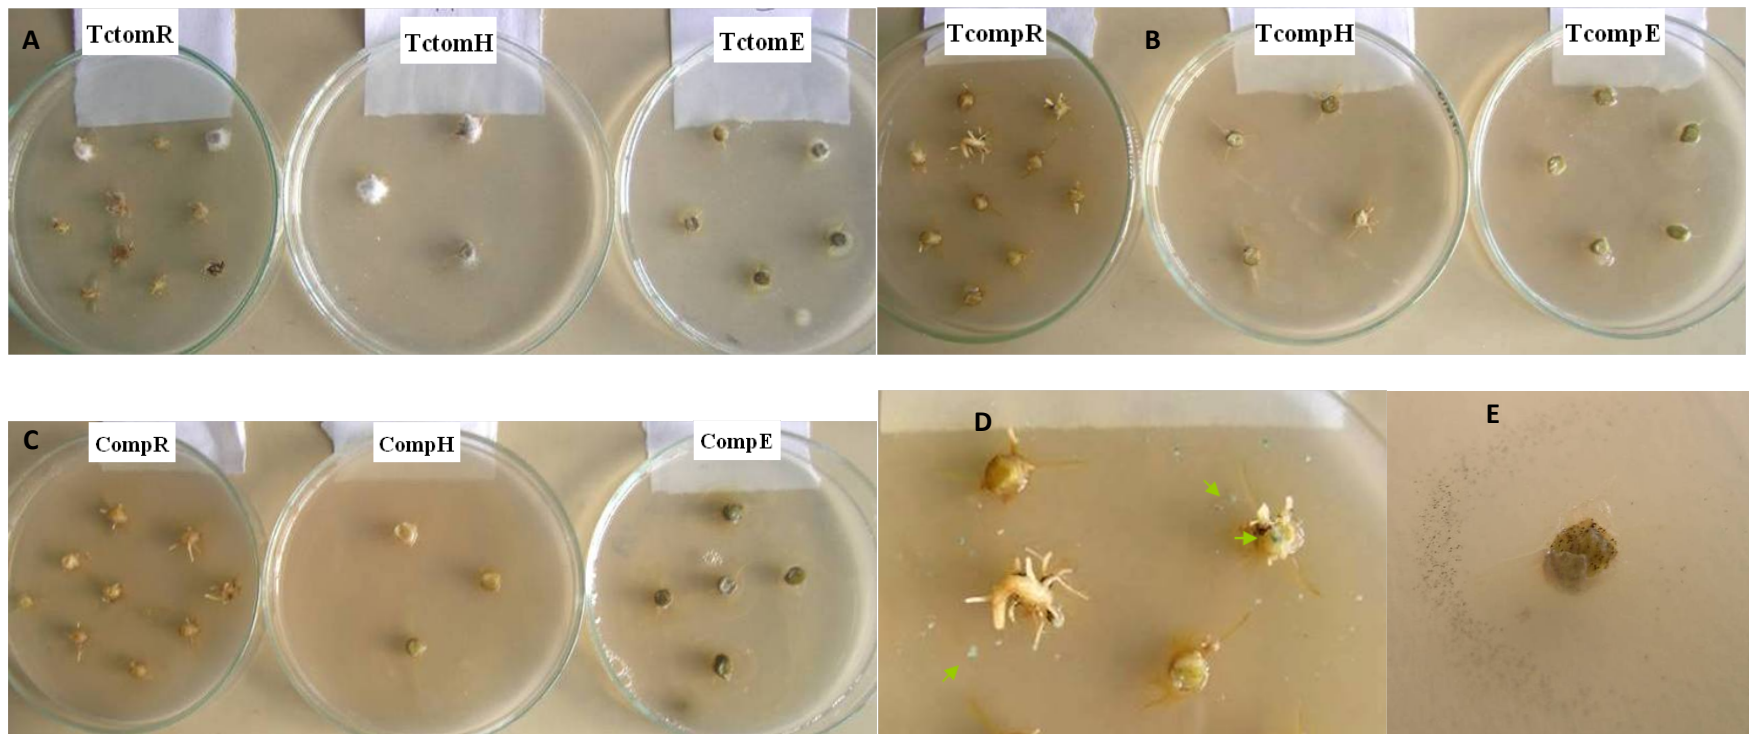 A
TctomR
TctomH
TctomE
TcompR
B
TcompH
TcompE
C
CompR
CompH
CompE
D
E